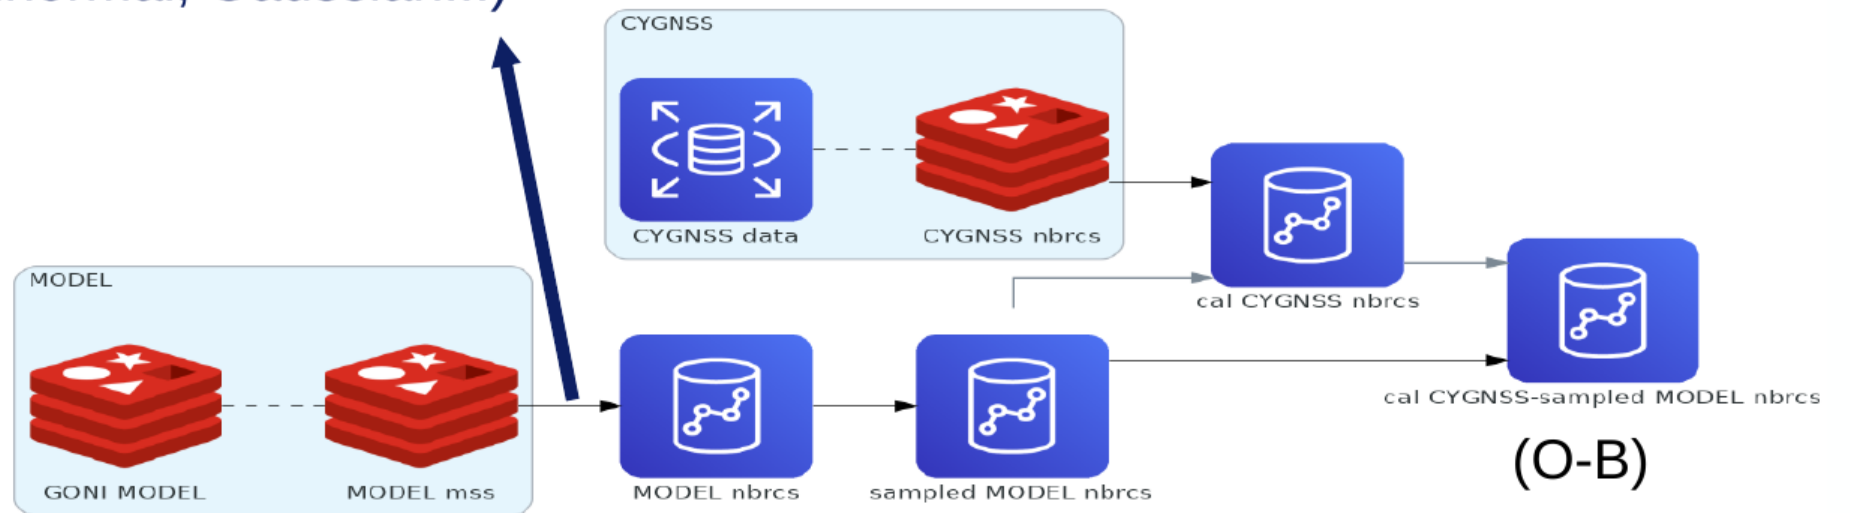 CYGNSS
CYGNSS data
CYGNSS nbrcs
MODEL
cal CYGNSS nbrcs
cal CYGNSS-sampled MODEL nbrcs
(O-B)
GONI MODEL
MODEL mss
MODEL nbrcs
sampled MODEL nbrcs